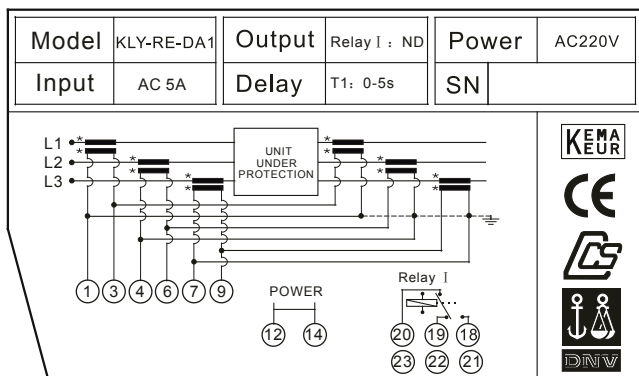 Model KLY-RE-DA1 Output Relay Ⅰ: ND Power AC220V
Input AC 5A Delay T1: 0-5s SN
L1 * *
L2 * *
L3 * *
* *
* *
* *
UNIT
UNDER
PROTECTION
1 3 4 6 7 9
POWER
12 14
Relay Ⅰ
20 19 18
23 22 21
KEMA
EUR
CE
CCS
DNV